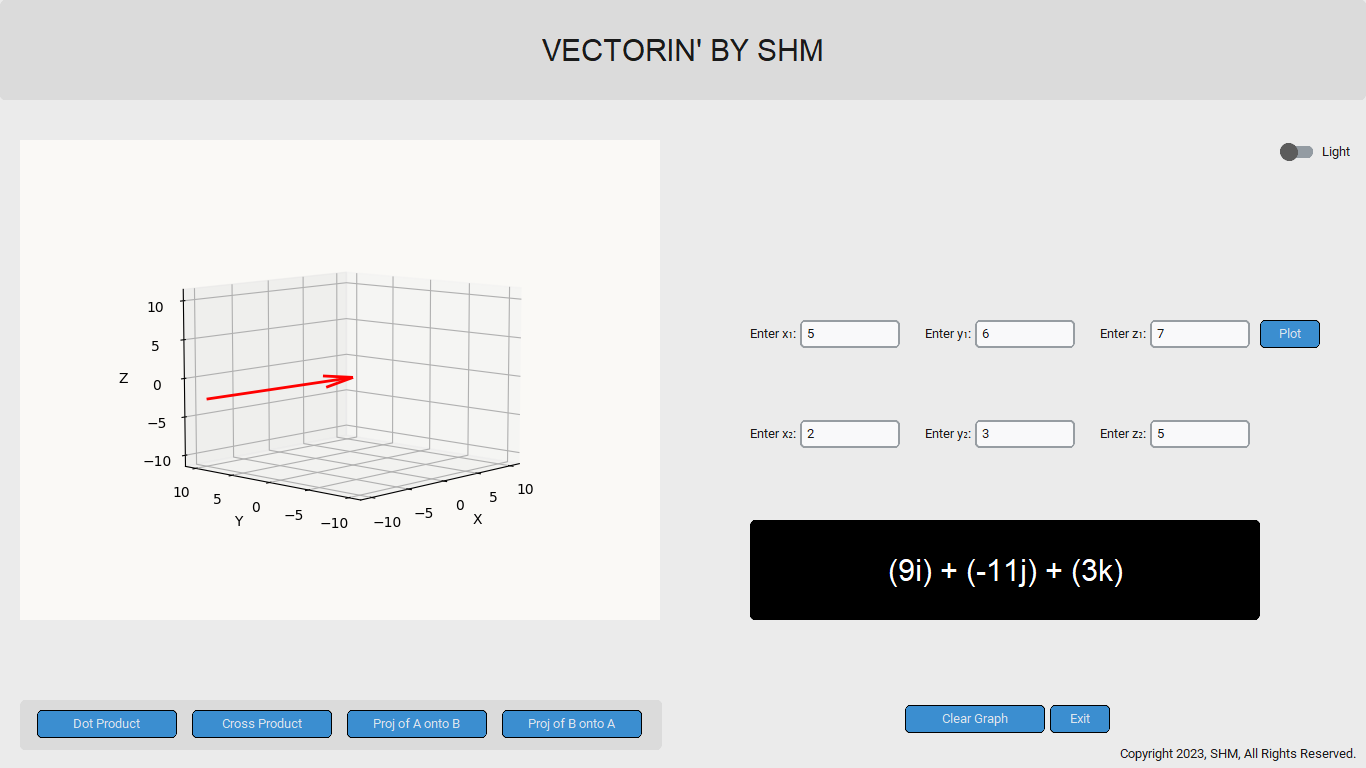 VECTORIN' BY SHM
Light
10
5
0
−5
−10
Z
10
5
0
−5
−10
Y
−10
−5
0
5
10
X
Enter x₁: 5 Enter y₁: 6 Enter z₁: 7 Plot
Enter x₂: 2 Enter y₂: 3 Enter z₂: 5
(9i) + (-11j) + (3k)
Dot Product Cross Product Proj of A onto B Proj of B onto A
Clear Graph Exit
Copyright 2023, SHM, All Rights Reserved.